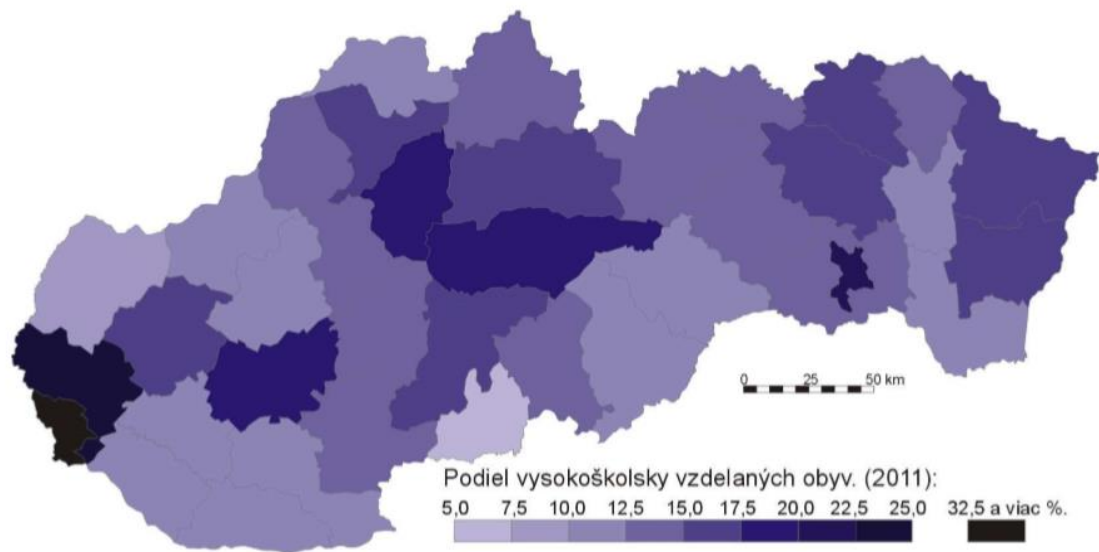 0 25 50 km
Podiel vysokoškolsky vzdelaných obyv. (2011):
5,0 7,5 10,0 12,5 15,0 17,5 20,0 22,5 25,0 32,5 a viac %.